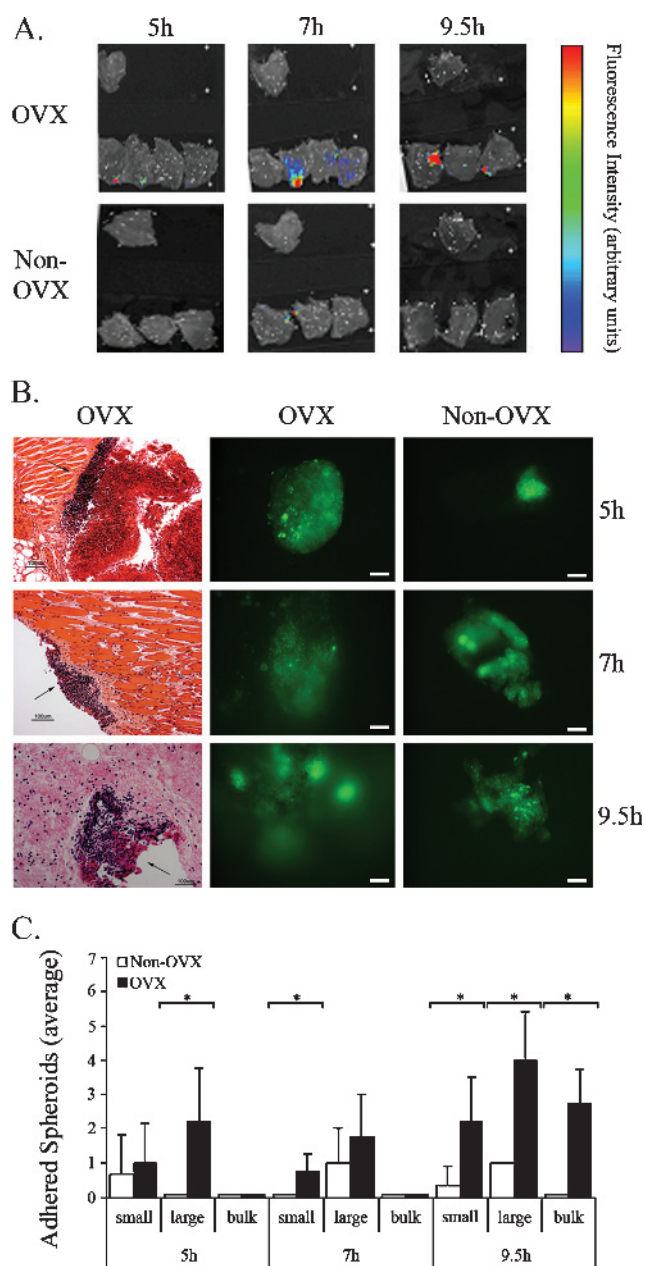 A.
5h 7h 9.5h
OVX
Non-
OVX
Fluorescence Intensity (arbitrary units)
B.
OVX OVX Non-OVX
5h
7h
100um
9.5h
C.
Adhered Spheroids (average)
Non-OVX
OVX
7
6
5
4
3
2
1
0
* * * * *
small large bulk small large bulk small large bulk
5h 7h 9.5h